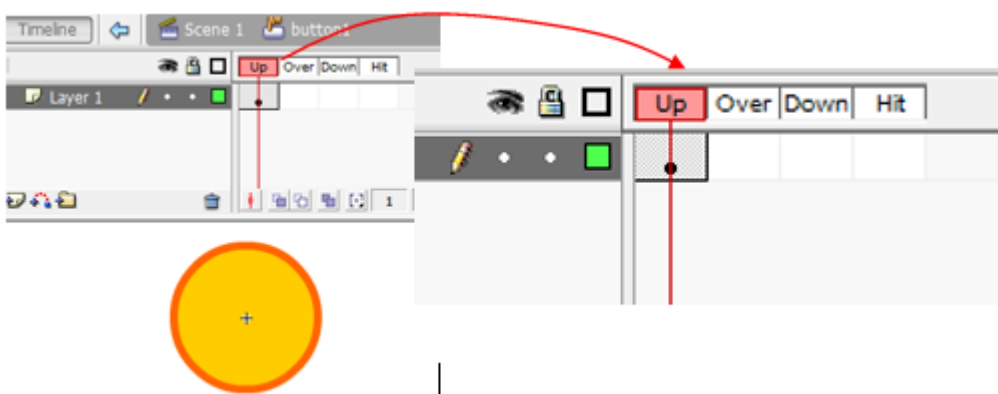 Timeline Scene 1 button1
Up Over Down Hit
Layer 1
1
Up Over Down Hit